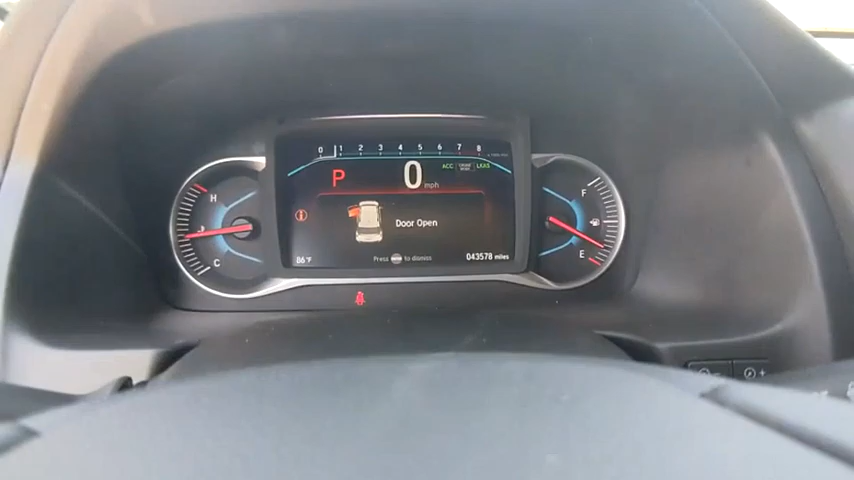 0 1 2 3 4 5 6 7 8
P 0 mph ACC LKAS
H
F
Door Open
C
E
86°F
Press to dismiss
043578 miles